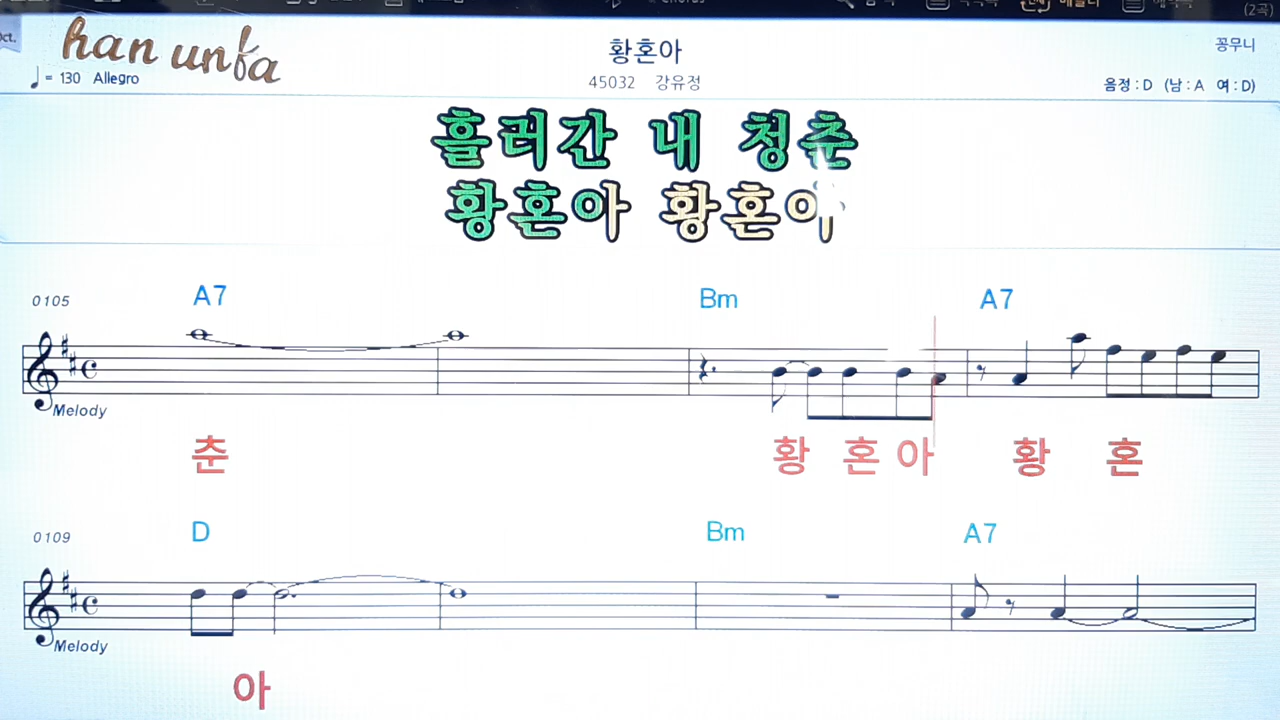 (2곡)
han unfa
♩= 130 Allegro
황혼아
꽁무니
45032 강유정
음정 : D (남 : A 여 : D)
흘러간 내 청춘
황혼아 황혼아
0105 A7 Bm A7
Melody
춘 황 혼 아 황 혼
0109 D Bm A7
Melody
아